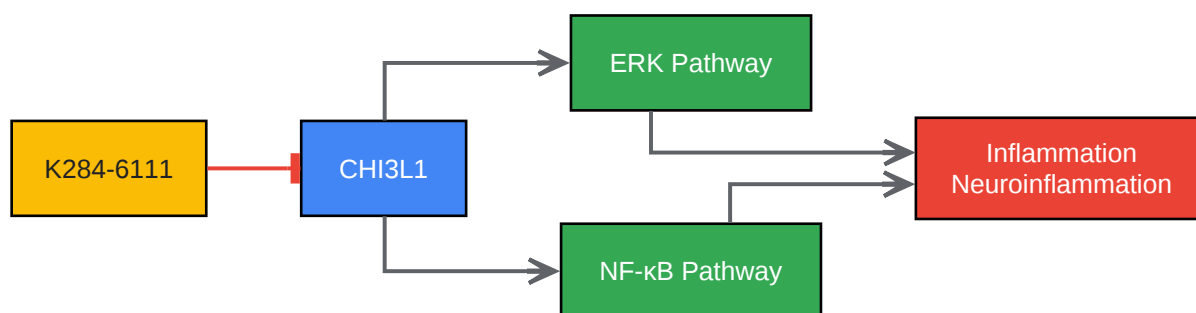 ERK Pathway
K284-6111
CHI3L1
Inflammation
Neuroinflammation
NF-κB Pathway